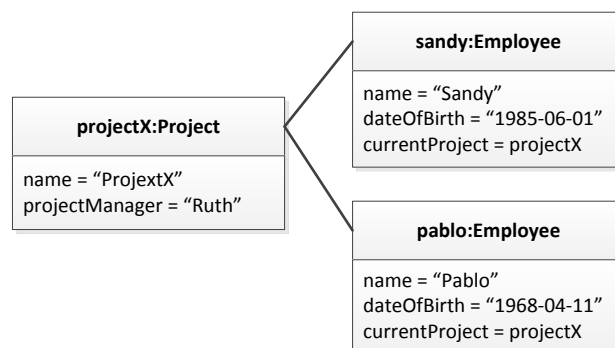 projectX:Project
name = “ProjextX”
projectManager = “Ruth”
sandy:Employee
name = “Sandy”
dateOfBirth = “1985-06-01”
currentProject = projectX
pablo:Employee
name = “Pablo”
dateOfBirth = “1968-04-11”
currentProject = projectX